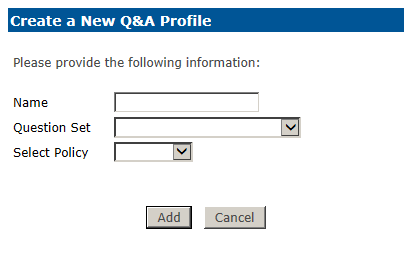 Create a New Q&A Profile
Please provide the following information:
Name
Question Set
Select Policy
Add Cancel